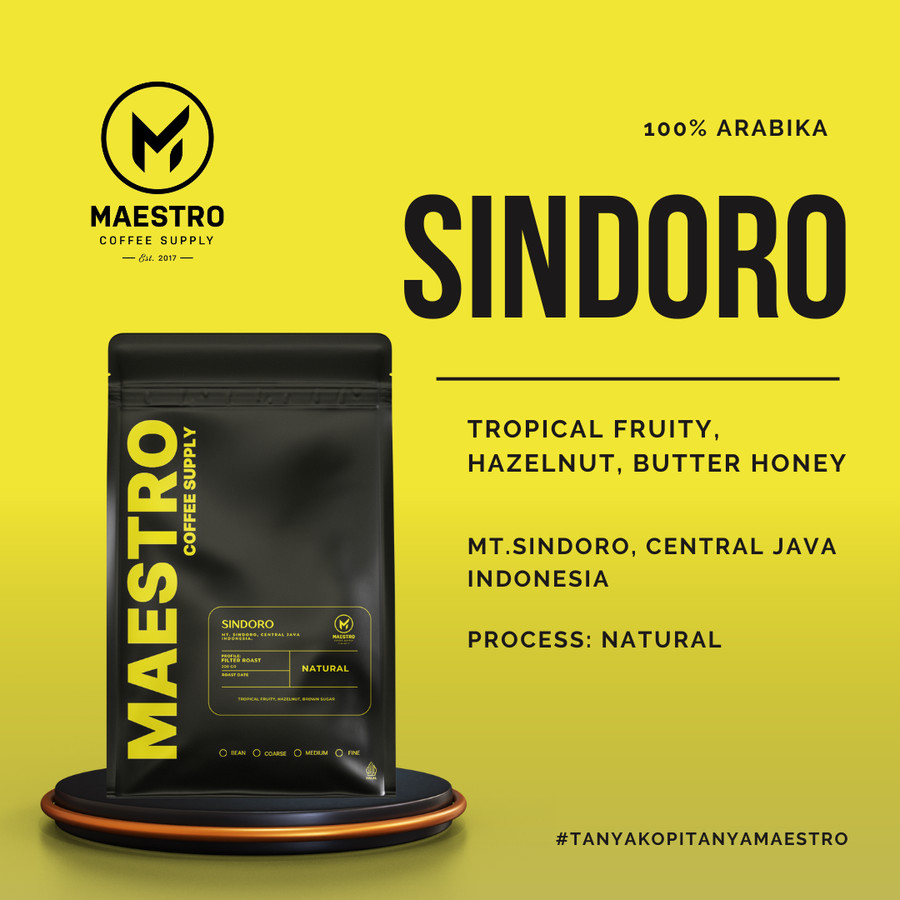 MAESTRO
COFFEE SUPPLY
Est. 2017
100% ARABIKA
SINDORO
TROPICAL FRUITY,
HAZELNUT, BUTTER HONEY
MT.SINDORO, CENTRAL JAVA
INDONESIA
PROCESS: NATURAL
MAESTRO
COFFEE SUPPLY
SINDORO
MT. SINDORO, CENTRAL JAVA
INDONESIA.
MAESTRO
PROFILE:
FILTER ROAST
ROAST DATE
NATURAL
TROPICAL FRUITY, HAZELNUT, BROWN SUGAR
BEAN COARSE MEDIUM FINE
#TANYAKOPITANYAMAESTRO